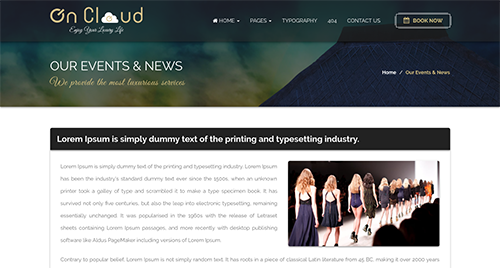 On Cloud
Enjoy Your Luxury Life
HOME PAGES TYPOGRAPHY 404 CONTACT US BOOK NOW
OUR EVENTS & NEWS
We provide the most luxurious services
Home / Our Events & News
Lorem Ipsum is simply dummy text of the printing and typesetting industry.
Lorem Ipsum is simply dummy text of the printing and typesetting industry. Lorem Ipsum
has been the industry's standard dummy text ever since the 1500s, when an unknown
printer took a galley of type and scrambled it to make a type specimen book. It has
survived not only five centuries, but also the leap into electronic typesetting, remaining
essentially unchanged. It was popularised in the 1960s with the release of Letraset
sheets containing Lorem Ipsum passages, and more recently with desktop publishing
software like Aldus PageMaker including versions of Lorem Ipsum.
Contrary to popular belief, Lorem Ipsum is not simply random text. It has roots in a piece of classical Latin literature from 45 BC, making it over 2000 years